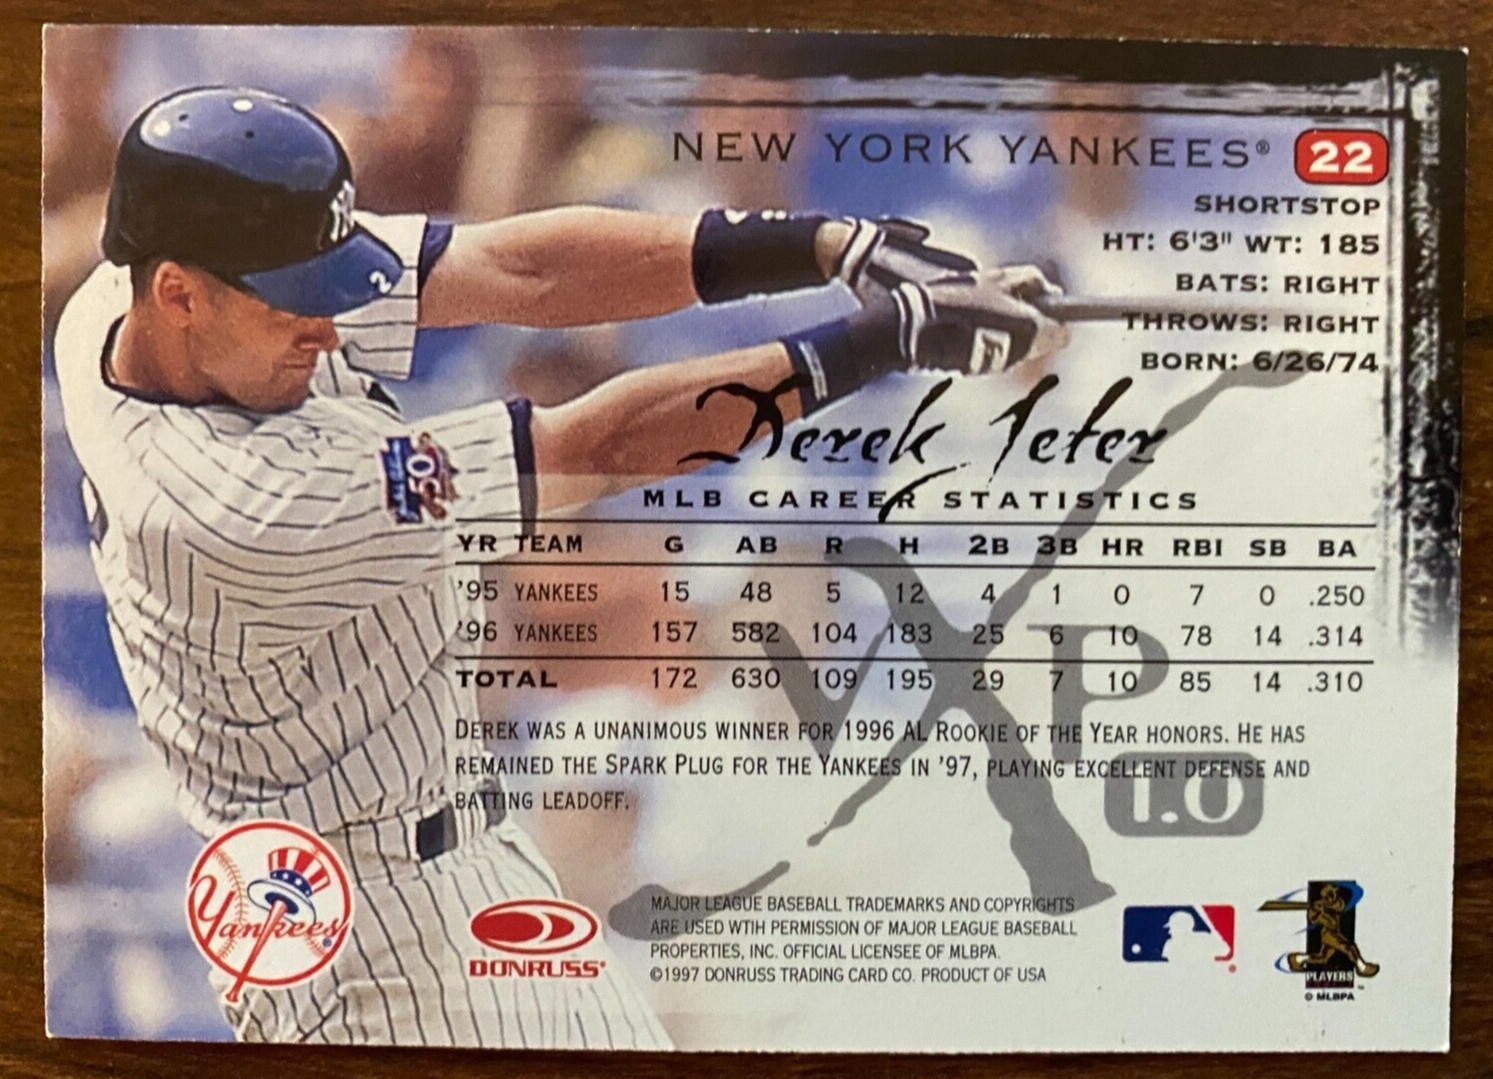 NEW YORK YANKEES® 22
SHORTSTOP
HT: 6'3" WT: 185
BATS: RIGHT
THROWS: RIGHT
BORN: 6/26/74
2
50
Derek Jeter
MLB CAREER STATISTICS
YR TEAM G AB R H 2B 3B HR RBI SB BA
'95 YANKEES 15 48 5 12 4 1 0 7 0 .250
'96 YANKEES 157 582 104 183 25 6 10 78 14 .314
TOTAL 172 630 109 195 29 7 10 85 14 .310
DEREK WAS A UNANIMOUS WINNER FOR 1996 AL ROOKIE OF THE YEAR HONORS. HE HAS
REMAINED THE SPARK PLUG FOR THE YANKEES IN '97, PLAYING EXCELLENT DEFENSE AND
BATTING LEADOFF.
VXP
1.0
Yankees®
DONRUSS®
MAJOR LEAGUE BASEBALL TRADEMARKS AND COPYRIGHTS
ARE USED WTIH PERMISSION OF MAJOR LEAGUE BASEBALL
PROPERTIES, INC. OFFICIAL LICENSEE OF MLBPA.
©1997 DONRUSS TRADING CARD CO. PRODUCT OF USA
PLAYERS
© MLBPA